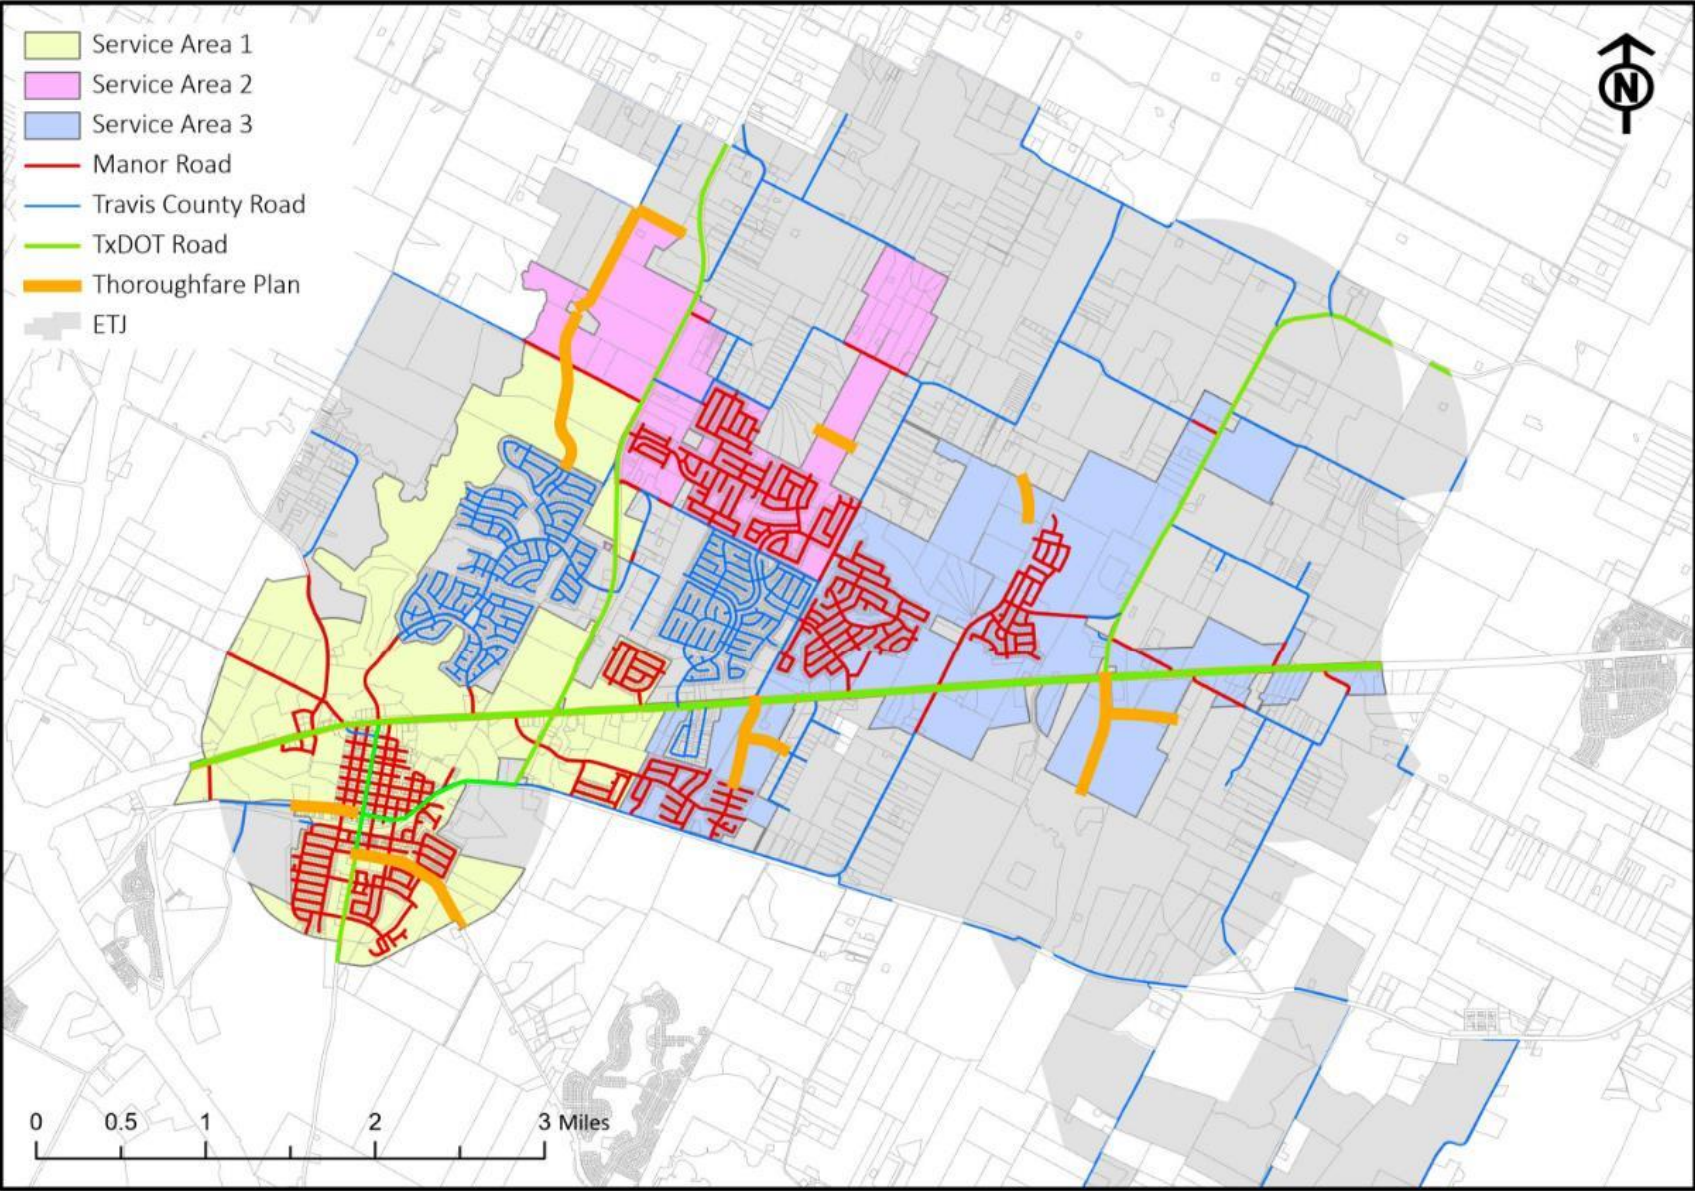 Service Area 1
Service Area 2
Service Area 3
Manor Road
Travis County Road
TxDOT Road
Thoroughfare Plan
ETJ
N
0 0.5 1 2 3 Miles